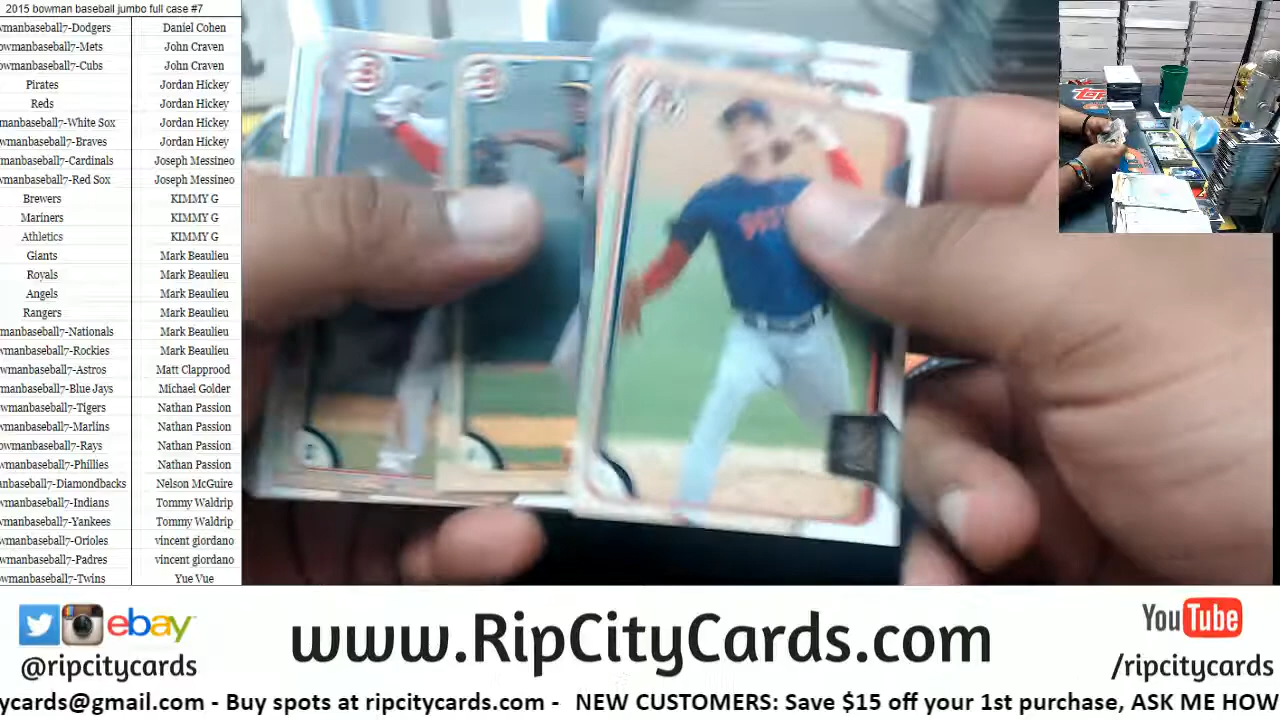 2015 bowman baseball jumbo full case #7
wmanbaseball7-Dodgers Daniel Cohen
owmanbaseball7-Mets John Craven
owmanbaseball7-Cubs John Craven
Pirates Jordan Hickey
Reds Jordan Hickey
manbaseball7-White Sox Jordan Hickey
wmanbaseball7-Braves Jordan Hickey
manbaseball7-Cardinals Joseph Messineo
manbaseball7-Red Sox Joseph Messineo
Brewers KIMMY G
Mariners KIMMY G
Athletics KIMMY G
Giants Mark Beaulieu
Royals Mark Beaulieu
Angels Mark Beaulieu
Rangers Mark Beaulieu
manbaseball7-Nationals Mark Beaulieu
wmanbaseball7-Rockies Mark Beaulieu
owmanbaseball7-Astros Matt Clapprood
wmanbaseball7-Blue Jays Michael Golder
owmanbaseball7-Tigers Nathan Passion
wmanbaseball7-Marlins Nathan Passion
owmanbaseball7-Rays Nathan Passion
wmanbaseball7-Phillies Nathan Passion
anbaseball7-Diamondbacks Nelson McGuire
wmanbaseball7-Indians Tommy Waldrip
wmanbaseball7-Yankees Tommy Waldrip
wmanbaseball7-Orioles vincent giordano
wmanbaseball7-Padres vincent giordano
owmanbaseball7-Twins Yue Vue
ebay
@ripcitycards
www.RipCityCards.com
YouTube
/ripcitycards
ycards@gmail.com - Buy spots at ripcitycards.com - NEW CUSTOMERS: Save $15 off your 1st purchase, ASK ME HOW